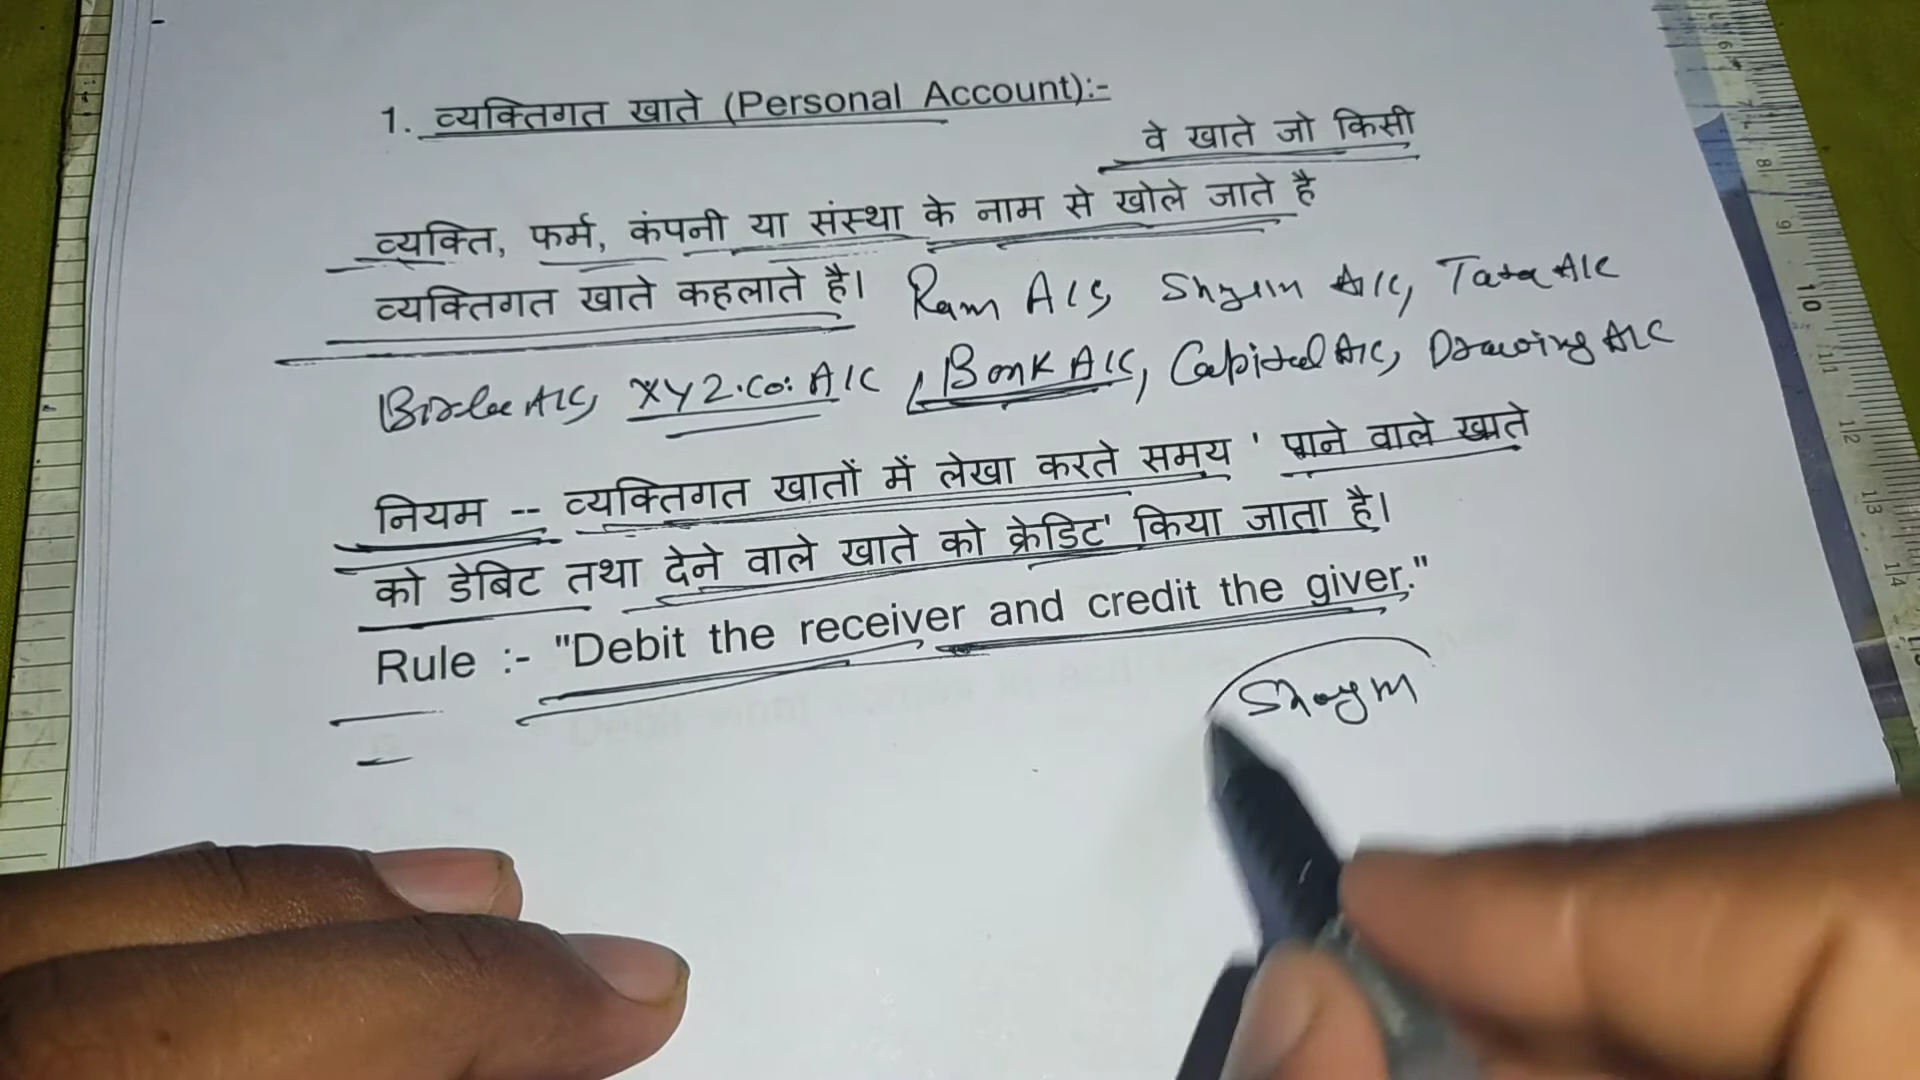 1. व्यक्तिगत खाते (Personal Account):-
वे खाते जो किसी
व्यक्ति, फर्म, कंपनी या संस्था के नाम से खोले जाते है
व्यक्तिगत खाते कहलाते है। Ram A/c, Shyam A/c, Tata A/c
Birla A/c, XYZ.Co: A/C, Bank A/C, Capital A/C, Drawing A/C
नियम -- व्यक्तिगत खातों में लेखा करते समय ' पाने वाले खाते
को डेबिट तथा देने वाले खाते को क्रेडिट' किया जाता है।
Rule :- "Debit the receiver and credit the giver."